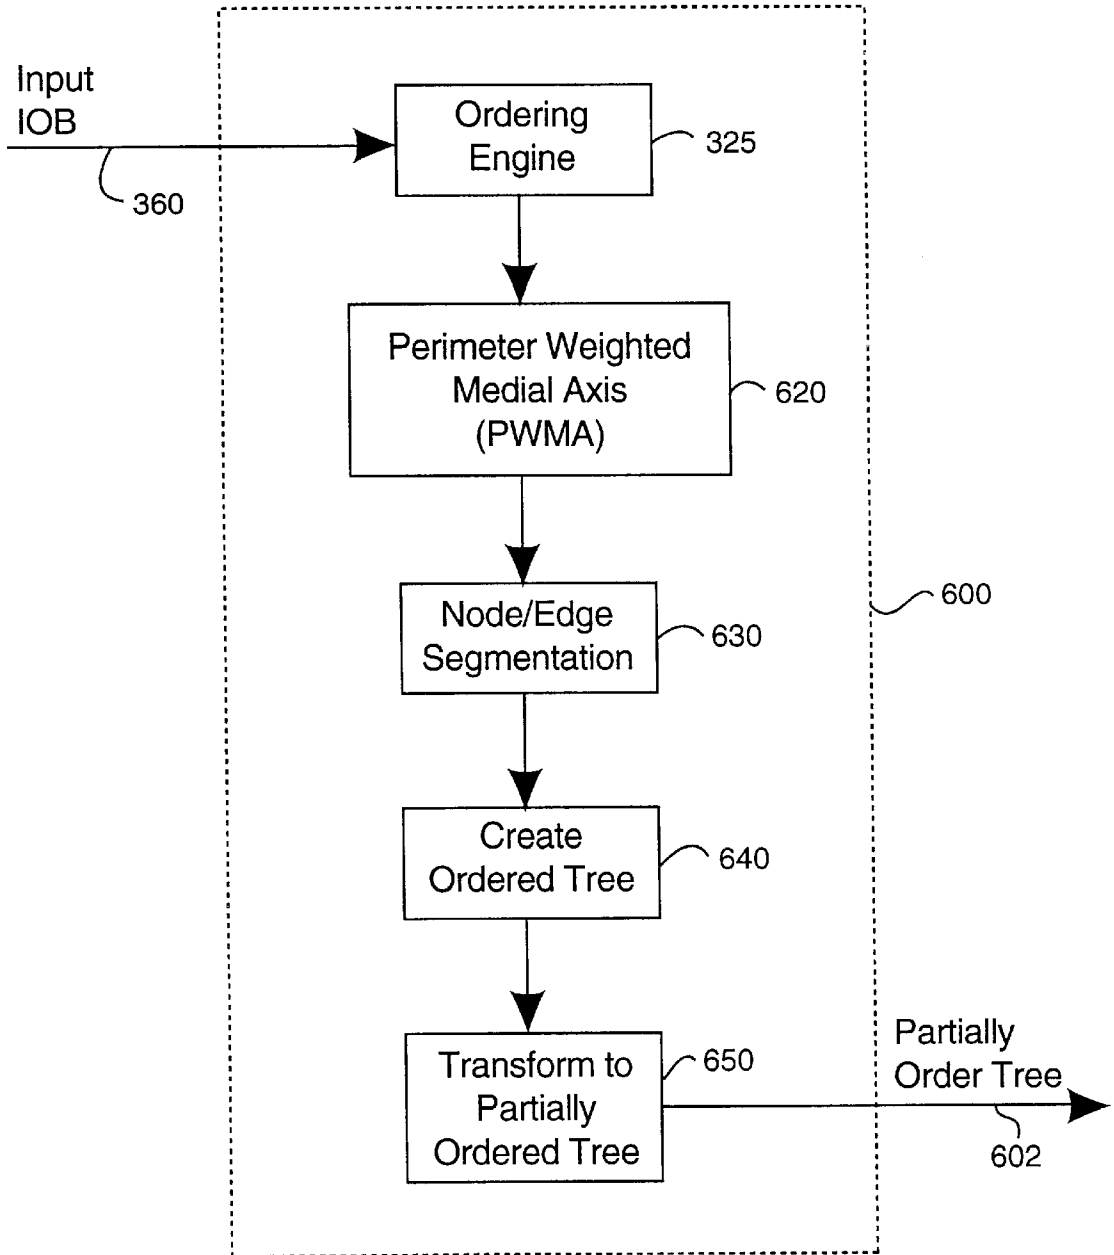 Input
IOB
360
Ordering
Engine
325
Perimeter Weighted
Medial Axis
(PWMA)
620
Node/Edge
Segmentation
630
600
Create
Ordered Tree
640
Transform to
Partially
Ordered Tree
650
Partially
Order Tree
602